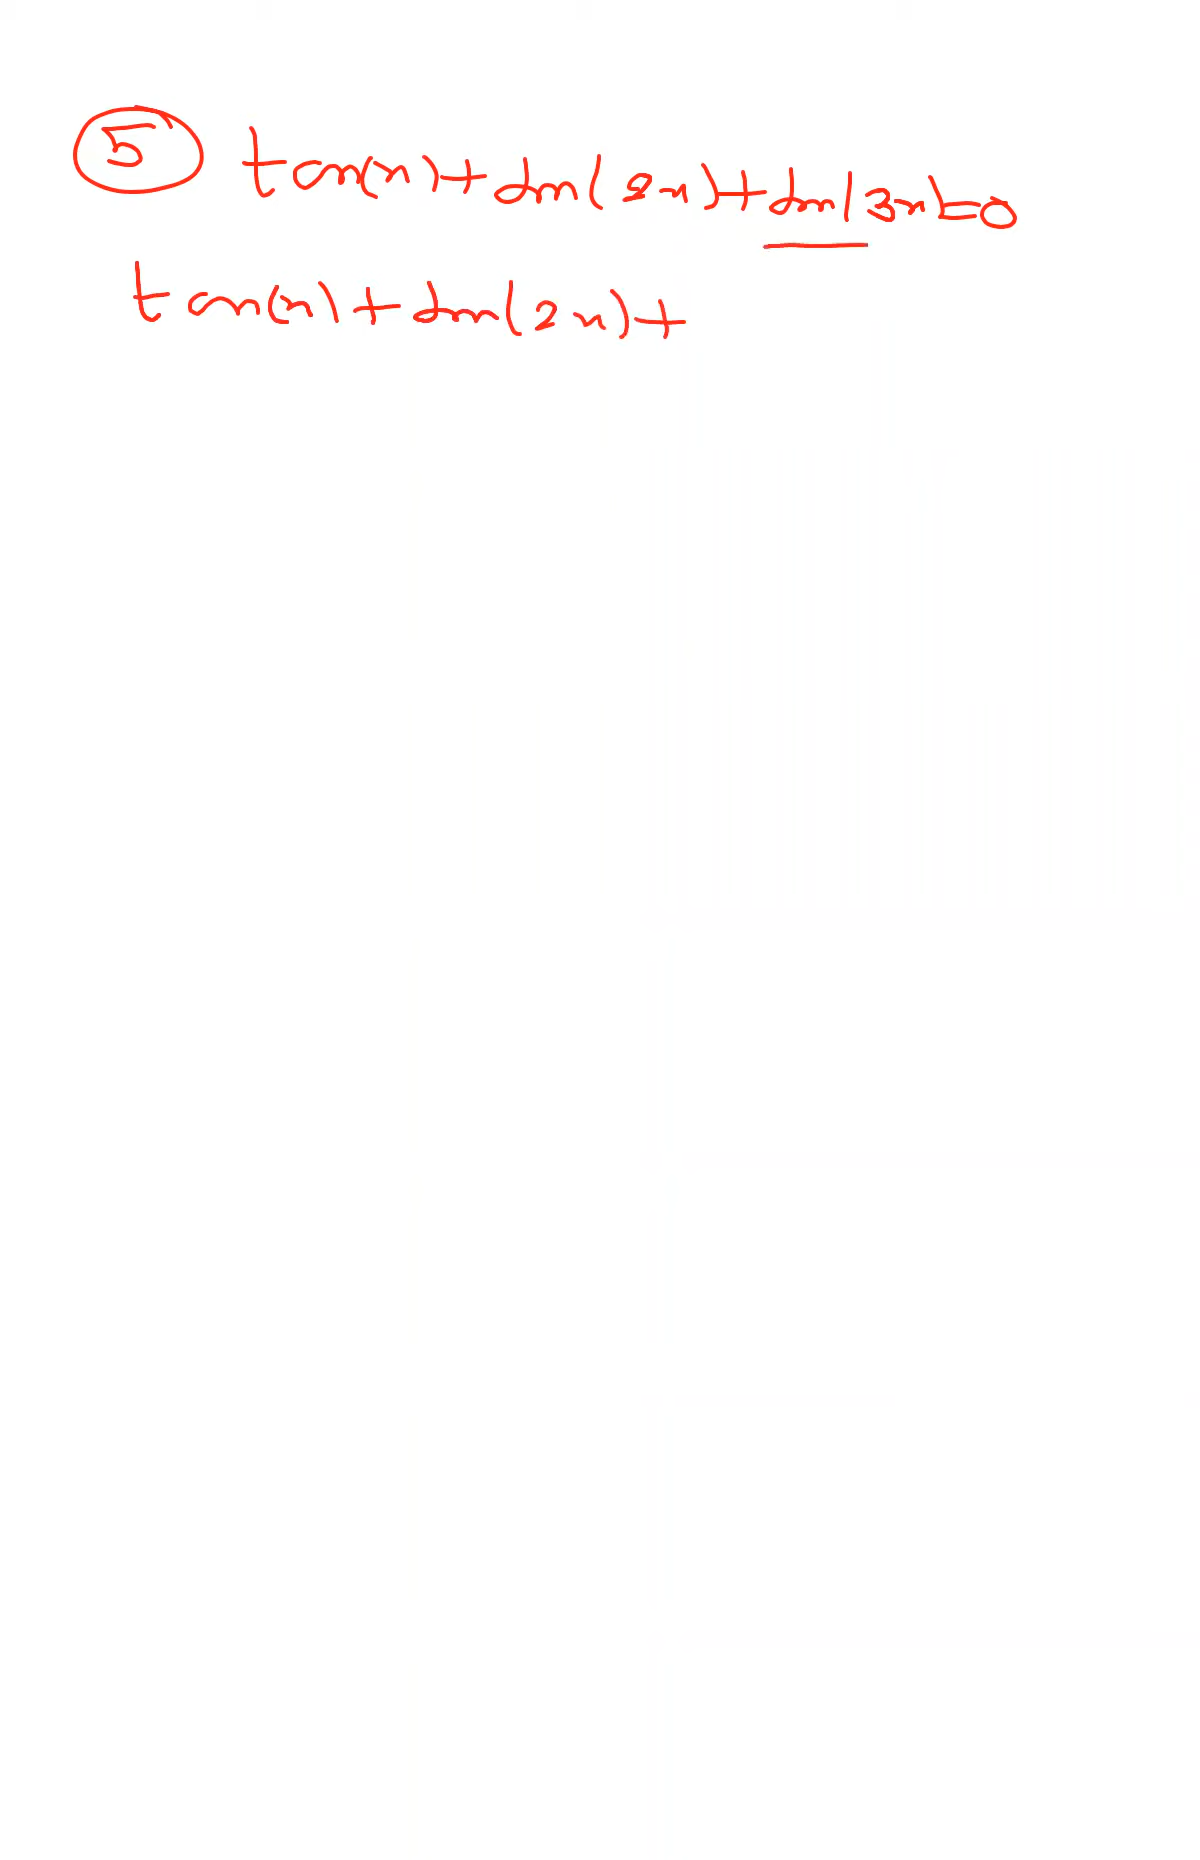 5 tan(x) + tan(2x) + tan(3x) = 0
tan(x) + tan(2x) +